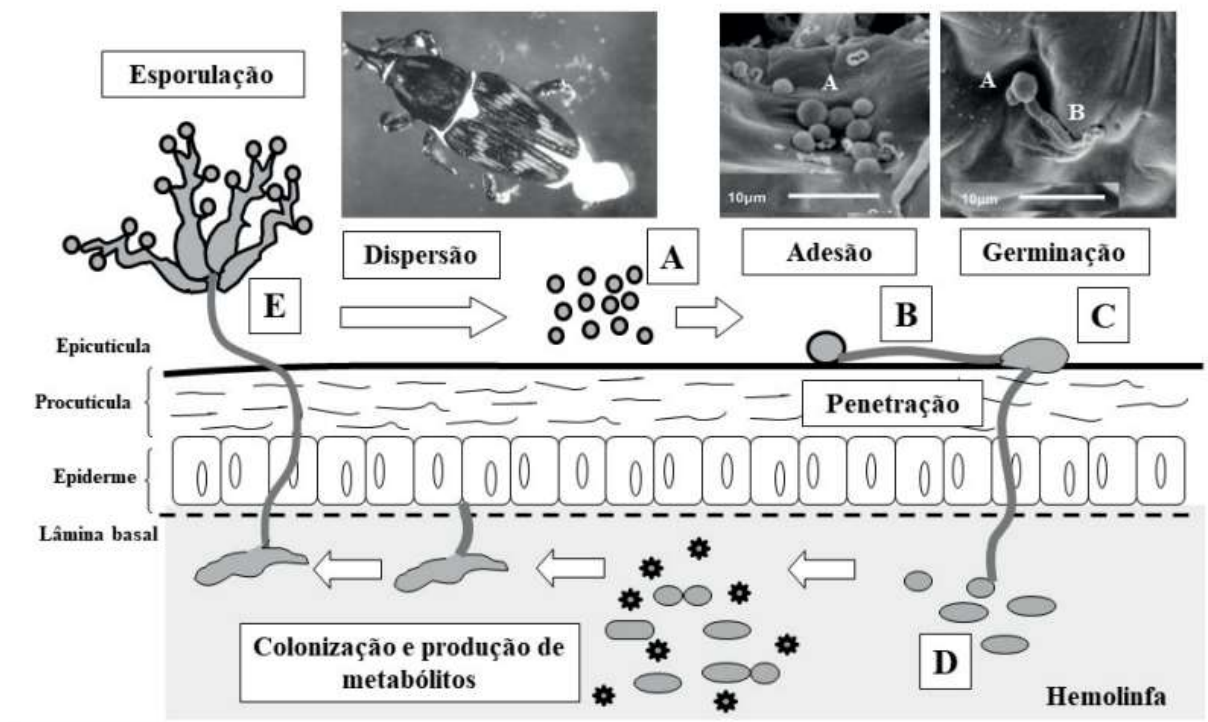 Esporulação
A
A
B
10µm
10µm
Dispersão
A
Adesão
Germinação
E
B
C
Epicutícula
Procutícula
Penetração
Epiderme
Lâmina basal
Colonização e produção de
metabólitos
D
Hemolinfa